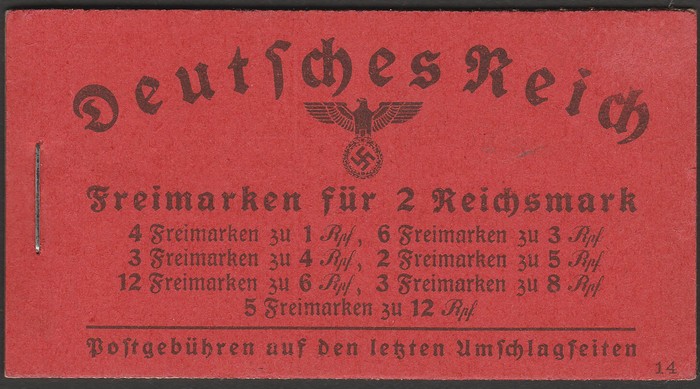 Deutſches Reich
Freimarken für 2 Reichsmark
4 Freimarken zu 1 Rpf, 6 Freimarken zu 3 Rpf
3 Freimarken zu 4 Rpf, 2 Freimarken zu 5 Rpf
12 Freimarken zu 6 Rpf, 3 Freimarken zu 8 Rpf
5 Freimarken zu 12 Rpf
Poſtgebühren auf den letzten Umſchlagſeiten
14